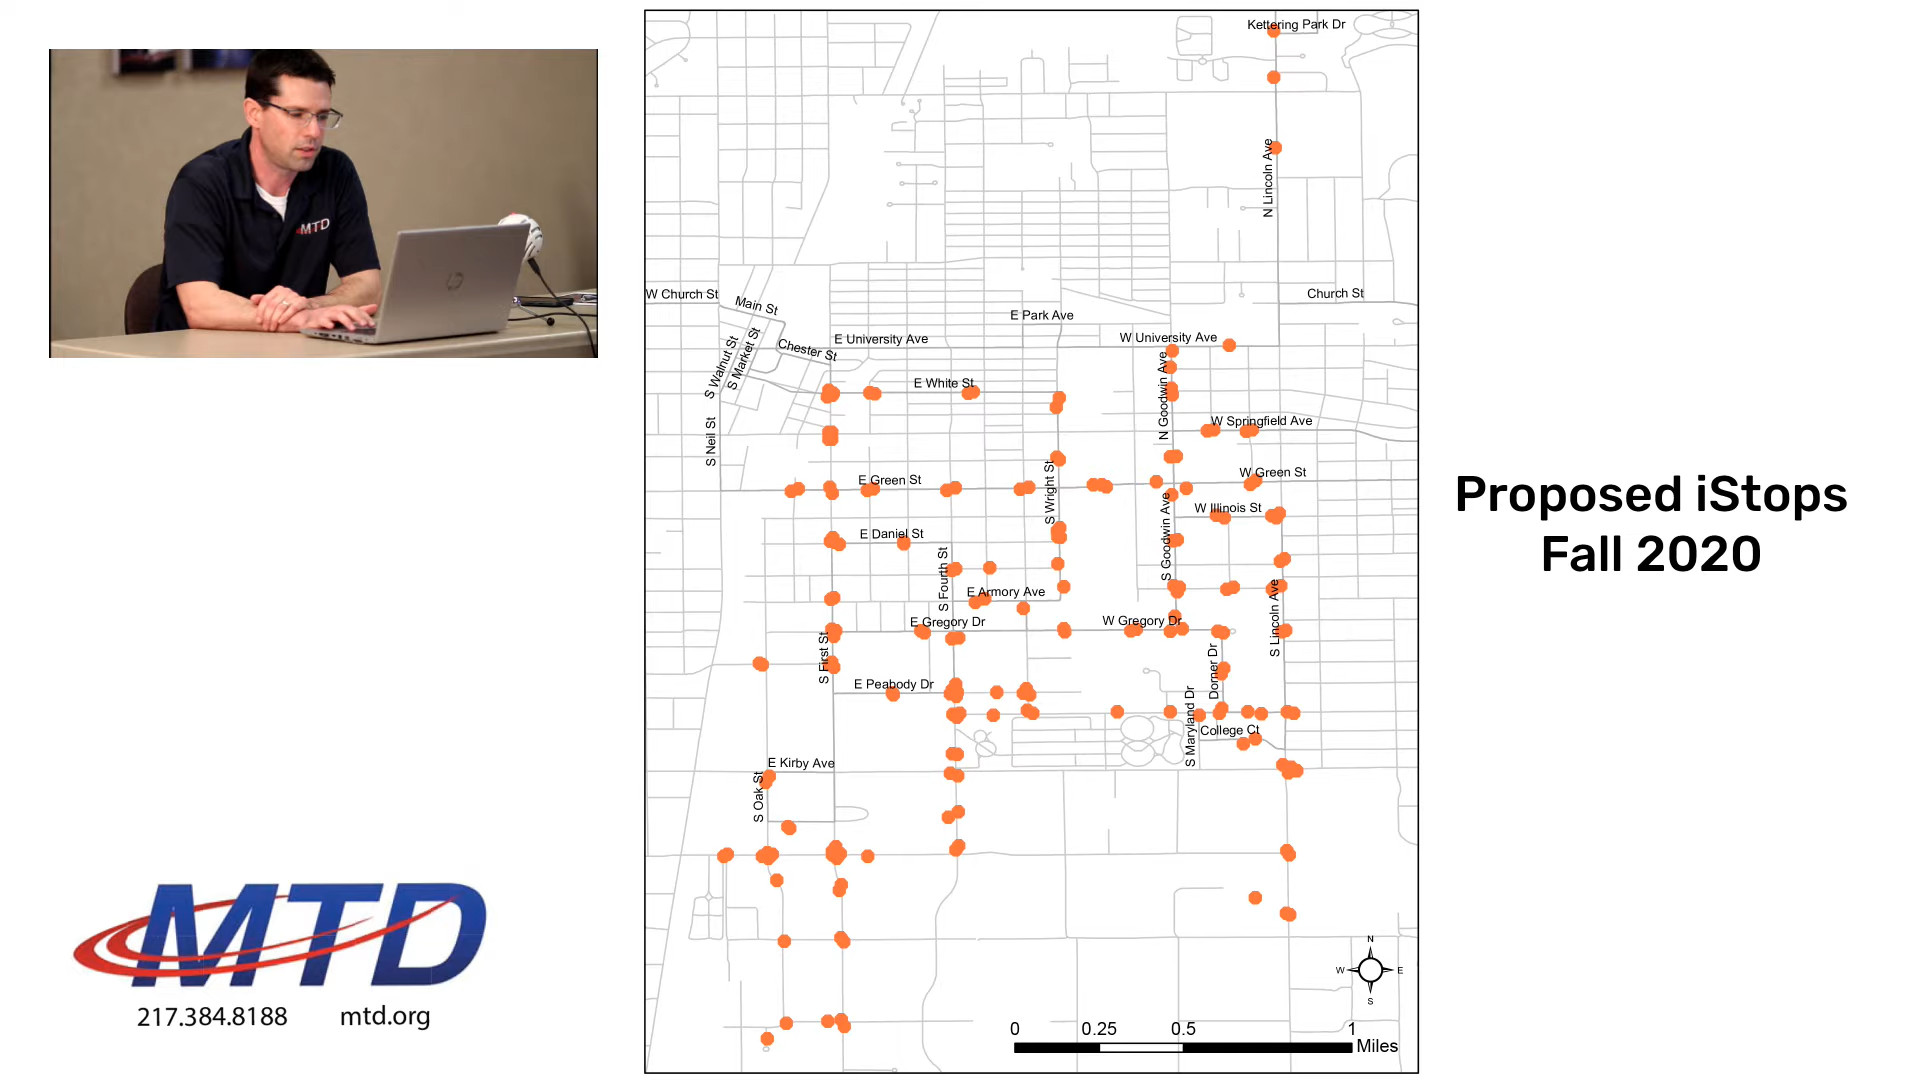 MTD
Kettering Park Dr
N Lincoln Ave
W Church St
Main St
Church St
E Park Ave
E University Ave
W University Ave
Chester St
S Walnut St
S Market St
E White St
N Goodwin Ave
W Springfield Ave
S Neil St
E Green St
W Green St
S Wright St
W Illinois St
S Goodwin Ave
E Daniel St
S Fourth St
E Armory Ave
S Lincoln Ave
E Gregory Dr
W Gregory Dr
S First St
Dorner Dr
E Peabody Dr
S Maryland Dr
College Ct
E Kirby Ave
S Oak St
N
W E
S
0 0.25 0.5 1
Miles
Proposed iStops
Fall 2020
MTD
217.384.8188 mtd.org